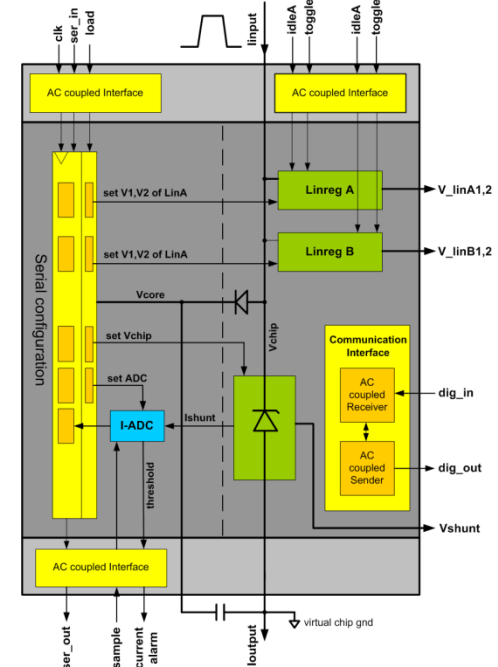 clk
ser_in
load
Iinput
idleA
toggle
idleA
toggle
AC coupled Interface
AC coupled Interface
set V1,V2 of LinA
Linreg A
V_linA1,2
set V1,V2 of LinA
Linreg B
V_linB1,2
Serial configuration
Vcore
Vchip
set Vchip
Communication
Interface
set ADC
AC
coupled
Receiver
dig_in
I-ADC
Ishunt
AC
coupled
Sender
dig_out
threshold
Vshunt
AC coupled Interface
ser_out
sample
current
alarm
Ioutput
virtual chip gnd